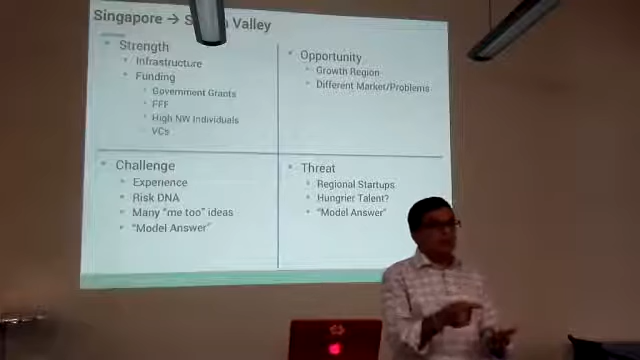 Singapore → S Valley
• Strength
• Infrastructure
• Funding
• Government Grants
• FFF
• High NW Individuals
• VCs
• Opportunity
• Growth Region
• Different Market/Problems
• Challenge
• Experience
• Risk DNA
• Many "me too" ideas
• "Model Answer"
• Threat
• Regional Startups
• Hungrier Talent?
• "Model Answer"